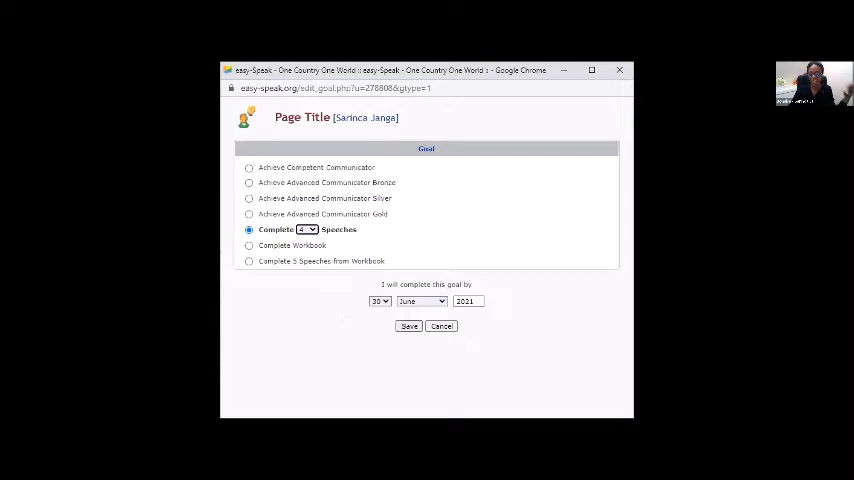 easy-Speak - One Country One World :: easy-Speak - One Country One World :: - Google Chrome
easy-speak.org/edit_goal.php?u=278808&gtype=1
Page Title [Sarinca Janga]
Goal
Achieve Competent Communicator
Achieve Advanced Communicator Bronze
Achieve Advanced Communicator Silver
Achieve Advanced Communicator Gold
Complete 4 Speeches
Complete Workbook
Complete 5 Speeches from Workbook
I will complete this goal by
30 June 2021
Save Cancel